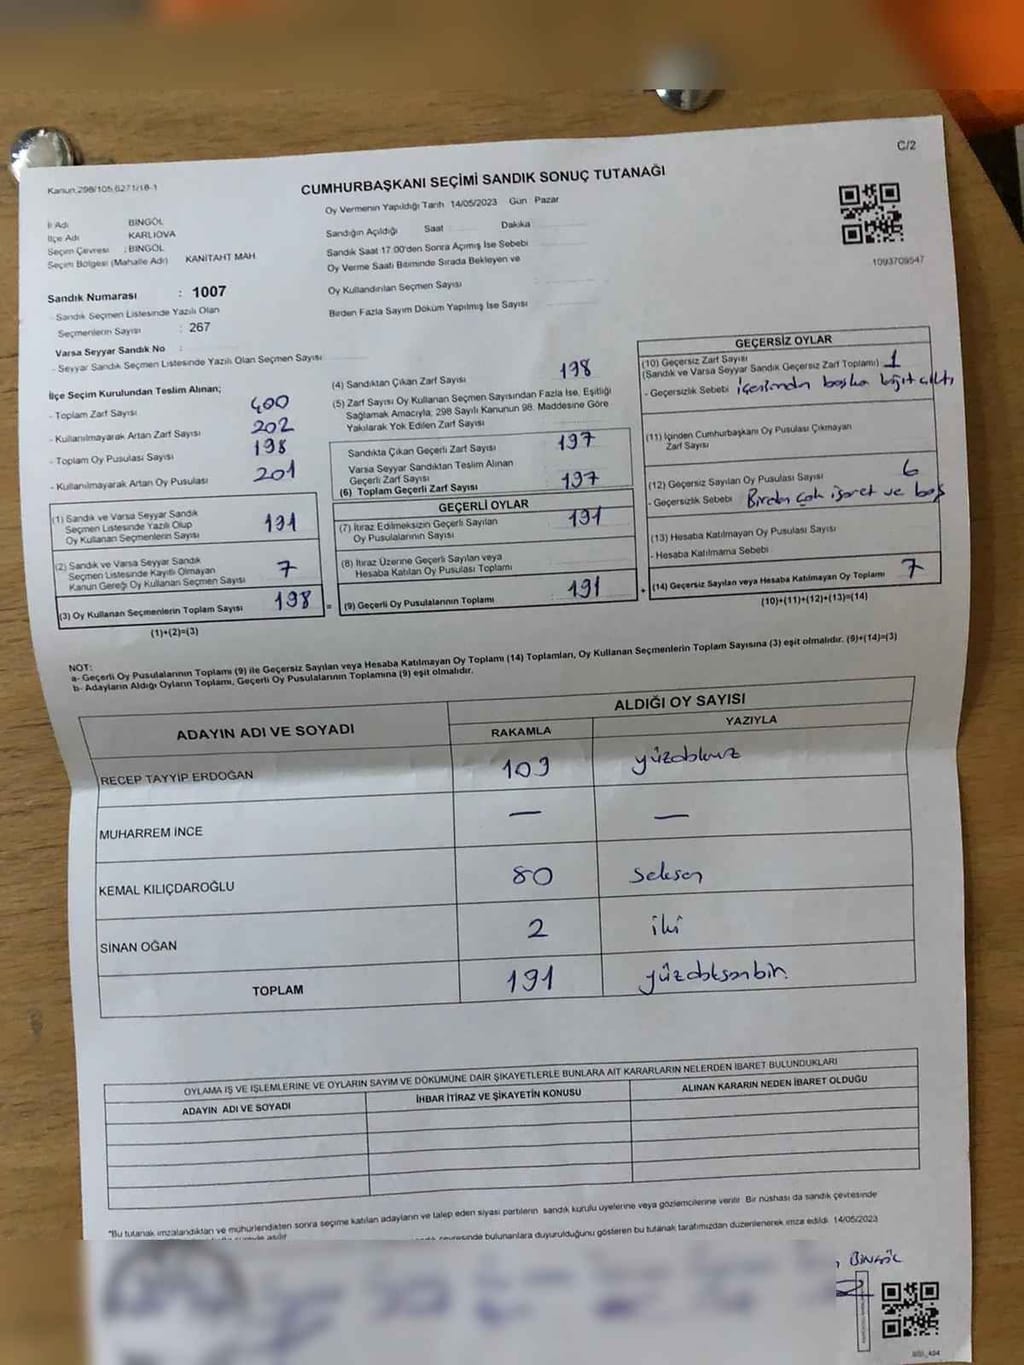 C/2
Kanun:298/105,6271/18-1
CUMHURBAŞKANI SEÇİMİ SANDIK SONUÇ TUTANAĞI
Oy Vermenin Yapıldığı Tarih 14/05/2023 Gün : Pazar
İl Adı : BİNGÖL
İlçe Adı : KARLIOVA
Seçim Çevresi : BİNGÖL
Seçim Bölgesi (Mahalle Adı) : KANİTAHT MAH
Sandık Numarası : 1007
- Sandık Seçmen Listesinde Yazılı Olan
Seçmenlerin Sayısı : 267
Varsa Seyyar Sandık No :
- Seyyar Sandık Seçmen Listesinde Yazılı Olan Seçmen Sayısı
Sandığın Açıldığı Saat Dakika
Sandık Saat 17.00'den Sonra Açılmış İse Sebebi
Oy Verme Saati Bitiminde Sırada Bekleyen ve
Oy Kullandırılan Seçmen Sayısı
Birden Fazla Sayım Döküm Yapılmış İse Sayısı
1093709547
İlçe Seçim Kurulundan Teslim Alınan;
- Toplam Zarf Sayısı 400
- Kullanılmayarak Artan Zarf Sayısı 202
- Toplam Oy Pusulası Sayısı 198
- Kullanılmayarak Artan Oy Pusulası 201
(1) Sandık ve Varsa Seyyar Sandık
Seçmen Listesinde Yazılı Olup
Oy Kullanan Seçmenlerin Sayısı 191
(2) Sandık ve Varsa Seyyar Sandık
Seçmen Listesinde Kayıtlı Olmayan
Kanun Gereği Oy Kullanan Seçmen Sayısı 7
(3) Oy Kullanan Seçmenlerin Toplam Sayısı 198 =
(1)+(2)=(3)
(4) Sandıktan Çıkan Zarf Sayısı 198
(5) Zarf Sayısı Oy Kullanan Seçmen Sayısından Fazla İse, Eşitliği
Sağlamak Amacıyla, 298 Sayılı Kanunun 98. Maddesine Göre
Yakılarak Yok Edilen Zarf Sayısı
Sandıkta Çıkan Geçerli Zarf Sayısı 197
Varsa Seyyar Sandıktan Teslim Alınan
Geçerli Zarf Sayısı
(6) Toplam Geçerli Zarf Sayısı 197
GEÇERLİ OYLAR
(7) İtiraz Edilmeksizin Geçerli Sayılan
Oy Pusulalarının Sayısı 191
(8) İtiraz Üzerine Geçerli Sayılan veya
Hesaba Katılan Oy Pusulası Toplamı
(9) Geçerli Oy Pusulalarının Toplamı 191 +
GEÇERSİZ OYLAR
(10) Geçersiz Zarf Sayısı
(Sandık ve Varsa Seyyar Sandık Geçersiz Zarf Toplamı) 1
- Geçersizlik Sebebi içerisinden başka kağıt çıktı
(11) İçinden Cumhurbaşkanı Oy Pusulası Çıkmayan
Zarf Sayısı
(12) Geçersiz Sayılan Oy Pusulası Sayısı 6
- Geçersizlik Sebebi Birden çok işaret ve boş
(13) Hesaba Katılmayan Oy Pusulası Sayısı
- Hesaba Katılmama Sebebi
(14) Geçersiz Sayılan veya Hesaba Katılmayan Oy Toplamı 7
(10)+(11)+(12)+(13)=(14)
NOT:
a- Geçerli Oy Pusulalarının Toplamı (9) ile Geçersiz Sayılan veya Hesaba Katılmayan Oy Toplamı (14) Toplamları, Oy Kullanan Seçmenlerin Toplam Sayısına (3) eşit olmalıdır. (9)+(14)=(3)
b- Adayların Aldığı Oyların Toplamı, Geçerli Oy Pusulalarının Toplamına (9) eşit olmalıdır.
ADAYIN ADI VE SOYADI
ALDIĞI OY SAYISI
RAKAMLA YAZIYLA
RECEP TAYYİP ERDOĞAN 109 yüzdokuz
MUHARREM İNCE — —
KEMAL KILIÇDAROĞLU 80 seksen
SİNAN OĞAN 2 iki
TOPLAM 191 yüzdoksanbir.
OYLAMA İŞ VE İŞLEMLERİNE VE OYLARIN SAYIM VE DÖKÜMÜNE DAİR ŞİKAYETLERLE BUNLARA AİT KARARLARIN NELERDEN İBARET BULUNDUKLARI
ADAYIN ADI VE SOYADI İHBAR İTİRAZ VE ŞİKAYETİN KONUSU ALINAN KARARIN NEDEN İBARET OLDUĞU
"Bu tutanak imzalandıktan ve mühürlendikten sonra seçime katılan adayların ve talep eden siyasi partilerin sandık kurulu üyelerine veya gözlemcilerine verilir. Bir nüshası da sandık çevresinde
çevresinde bulunanlara duyurulduğunu gösteren bu tutanak tarafımızdan düzenlenerek imza edildi. 14/05/2023
, BİNGÖL